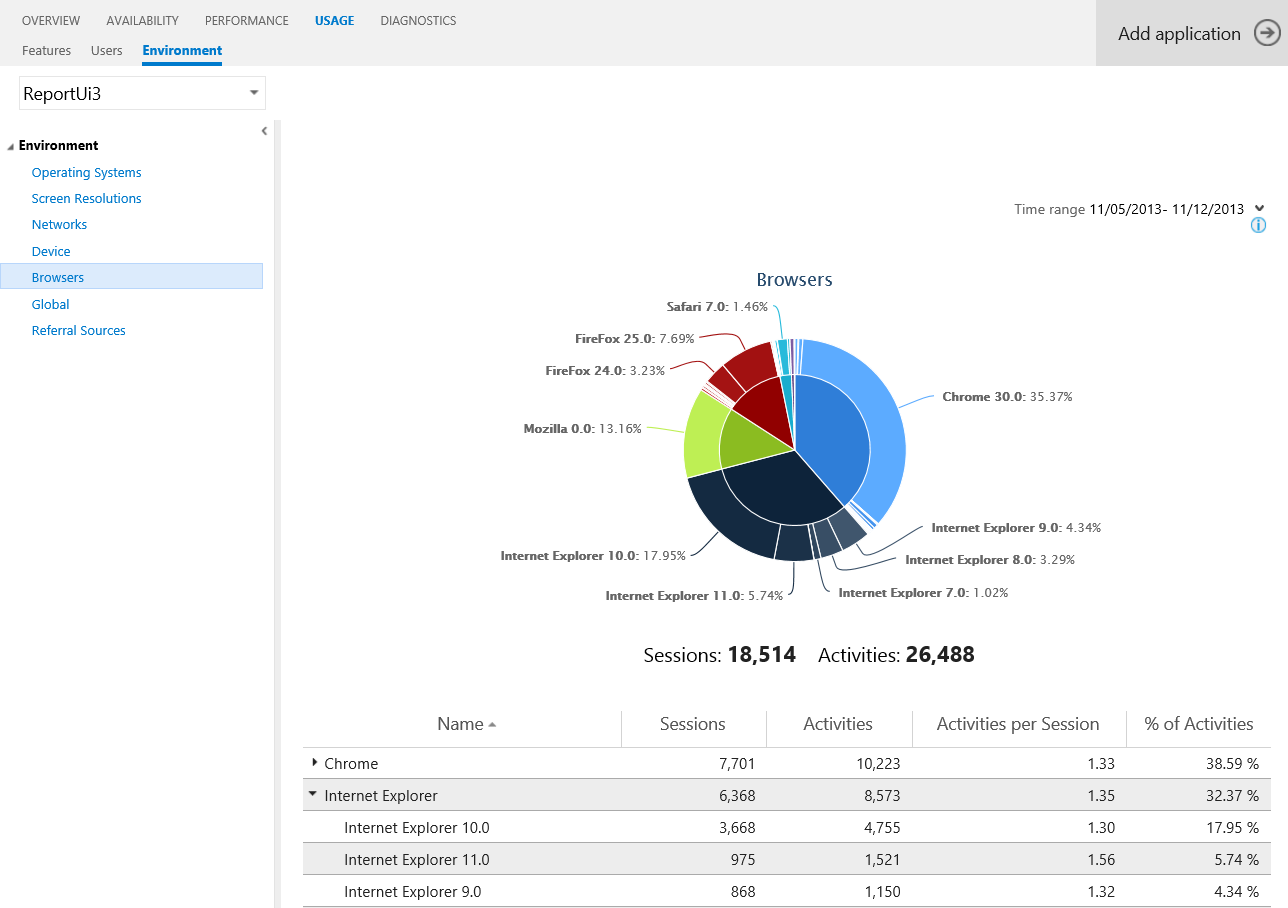 OVERVIEW AVAILABILITY PERFORMANCE USAGE DIAGNOSTICS
Features Users Environment
Add application
ReportUi3
Environment
Operating Systems
Screen Resolutions
Networks
Device
Browsers
Global
Referral Sources
Time range 11/05/2013- 11/12/2013
Browsers
Safari 7.0: 1.46%
FireFox 25.0: 7.69%
FireFox 24.0: 3.23%
Chrome 30.0: 35.37%
Mozilla 0.0: 13.16%
Internet Explorer 9.0: 4.34%
Internet Explorer 10.0: 17.95%
Internet Explorer 8.0: 3.29%
Internet Explorer 11.0: 5.74%
Internet Explorer 7.0: 1.02%
Sessions: 18,514 Activities: 26,488
Name Sessions Activities Activities per Session % of Activities
Chrome 7,701 10,223 1.33 38.59 %
Internet Explorer 6,368 8,573 1.35 32.37 %
Internet Explorer 10.0 3,668 4,755 1.30 17.95 %
Internet Explorer 11.0 975 1,521 1.56 5.74 %
Internet Explorer 9.0 868 1,150 1.32 4.34 %